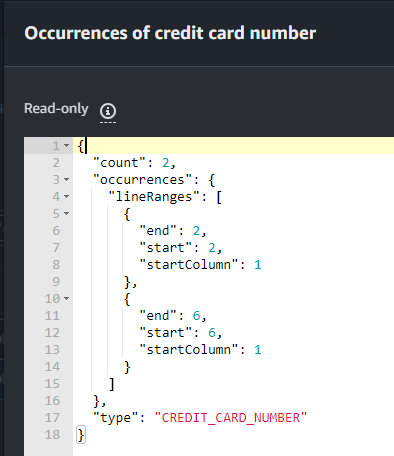 Occurrences of credit card number
Read-only
1 {
2 "count": 2,
3 "occurrences": {
4 "lineRanges": [
5 {
6 "end": 2,
7 "start": 2,
8 "startColumn": 1
9 },
10 {
11 "end": 6,
12 "start": 6,
13 "startColumn": 1
14 }
15 ]
16 },
17 "type": "CREDIT_CARD_NUMBER"
18 }